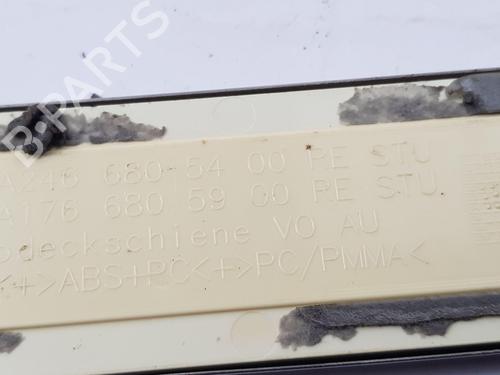 A246 680 54 00 RE STU
A176 680 59 00 RE STU
bdeckschiene VO AU
<+>ABS+PC<+>PC/PMMA<
B-PARTS